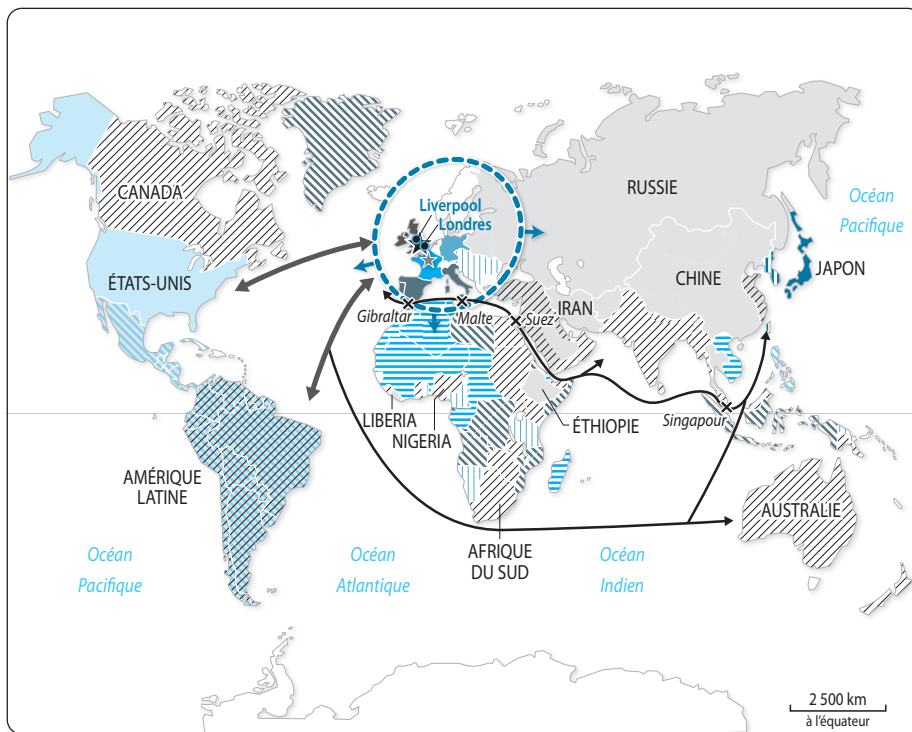 RUSSIE
CANADA
Océan
Pacifique
Liverpool
Londres
ÉTATS-UNIS
CHINE
JAPON
IRAN
Gibraltar
Malte
Suez
LIBERIA
NIGERIA
ÉTHIOPIE
Singapour
AMÉRIQUE
LATINE
AUSTRALIE
AFRIQUE
DU SUD
Océan
Pacifique
Océan
Atlantique
Océan
Indien
2 500 km
à l'équateur